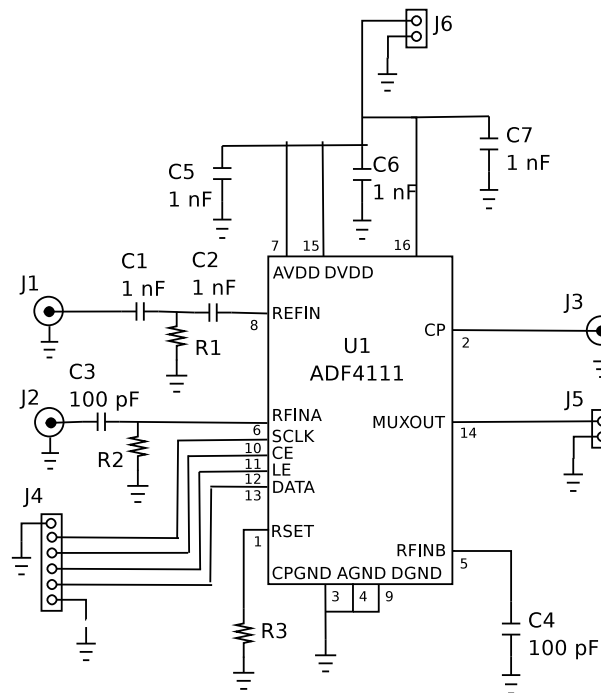 J6
C7
1 nF
C5
1 nF
C6
1 nF
7
15
16
AVDD DVDD
J1
C1
1 nF
C2
1 nF
REFIN
8
R1
U1
ADF4111
CP
2
J3
J2
C3
100 pF
RFINA
6
SCLK
10
CE
11
LE
12
DATA
13
R2
MUXOUT
14
J5
J4
RSET
1
RFINB
5
CPGND AGND DGND
3
4
9
R3
C4
100 pF